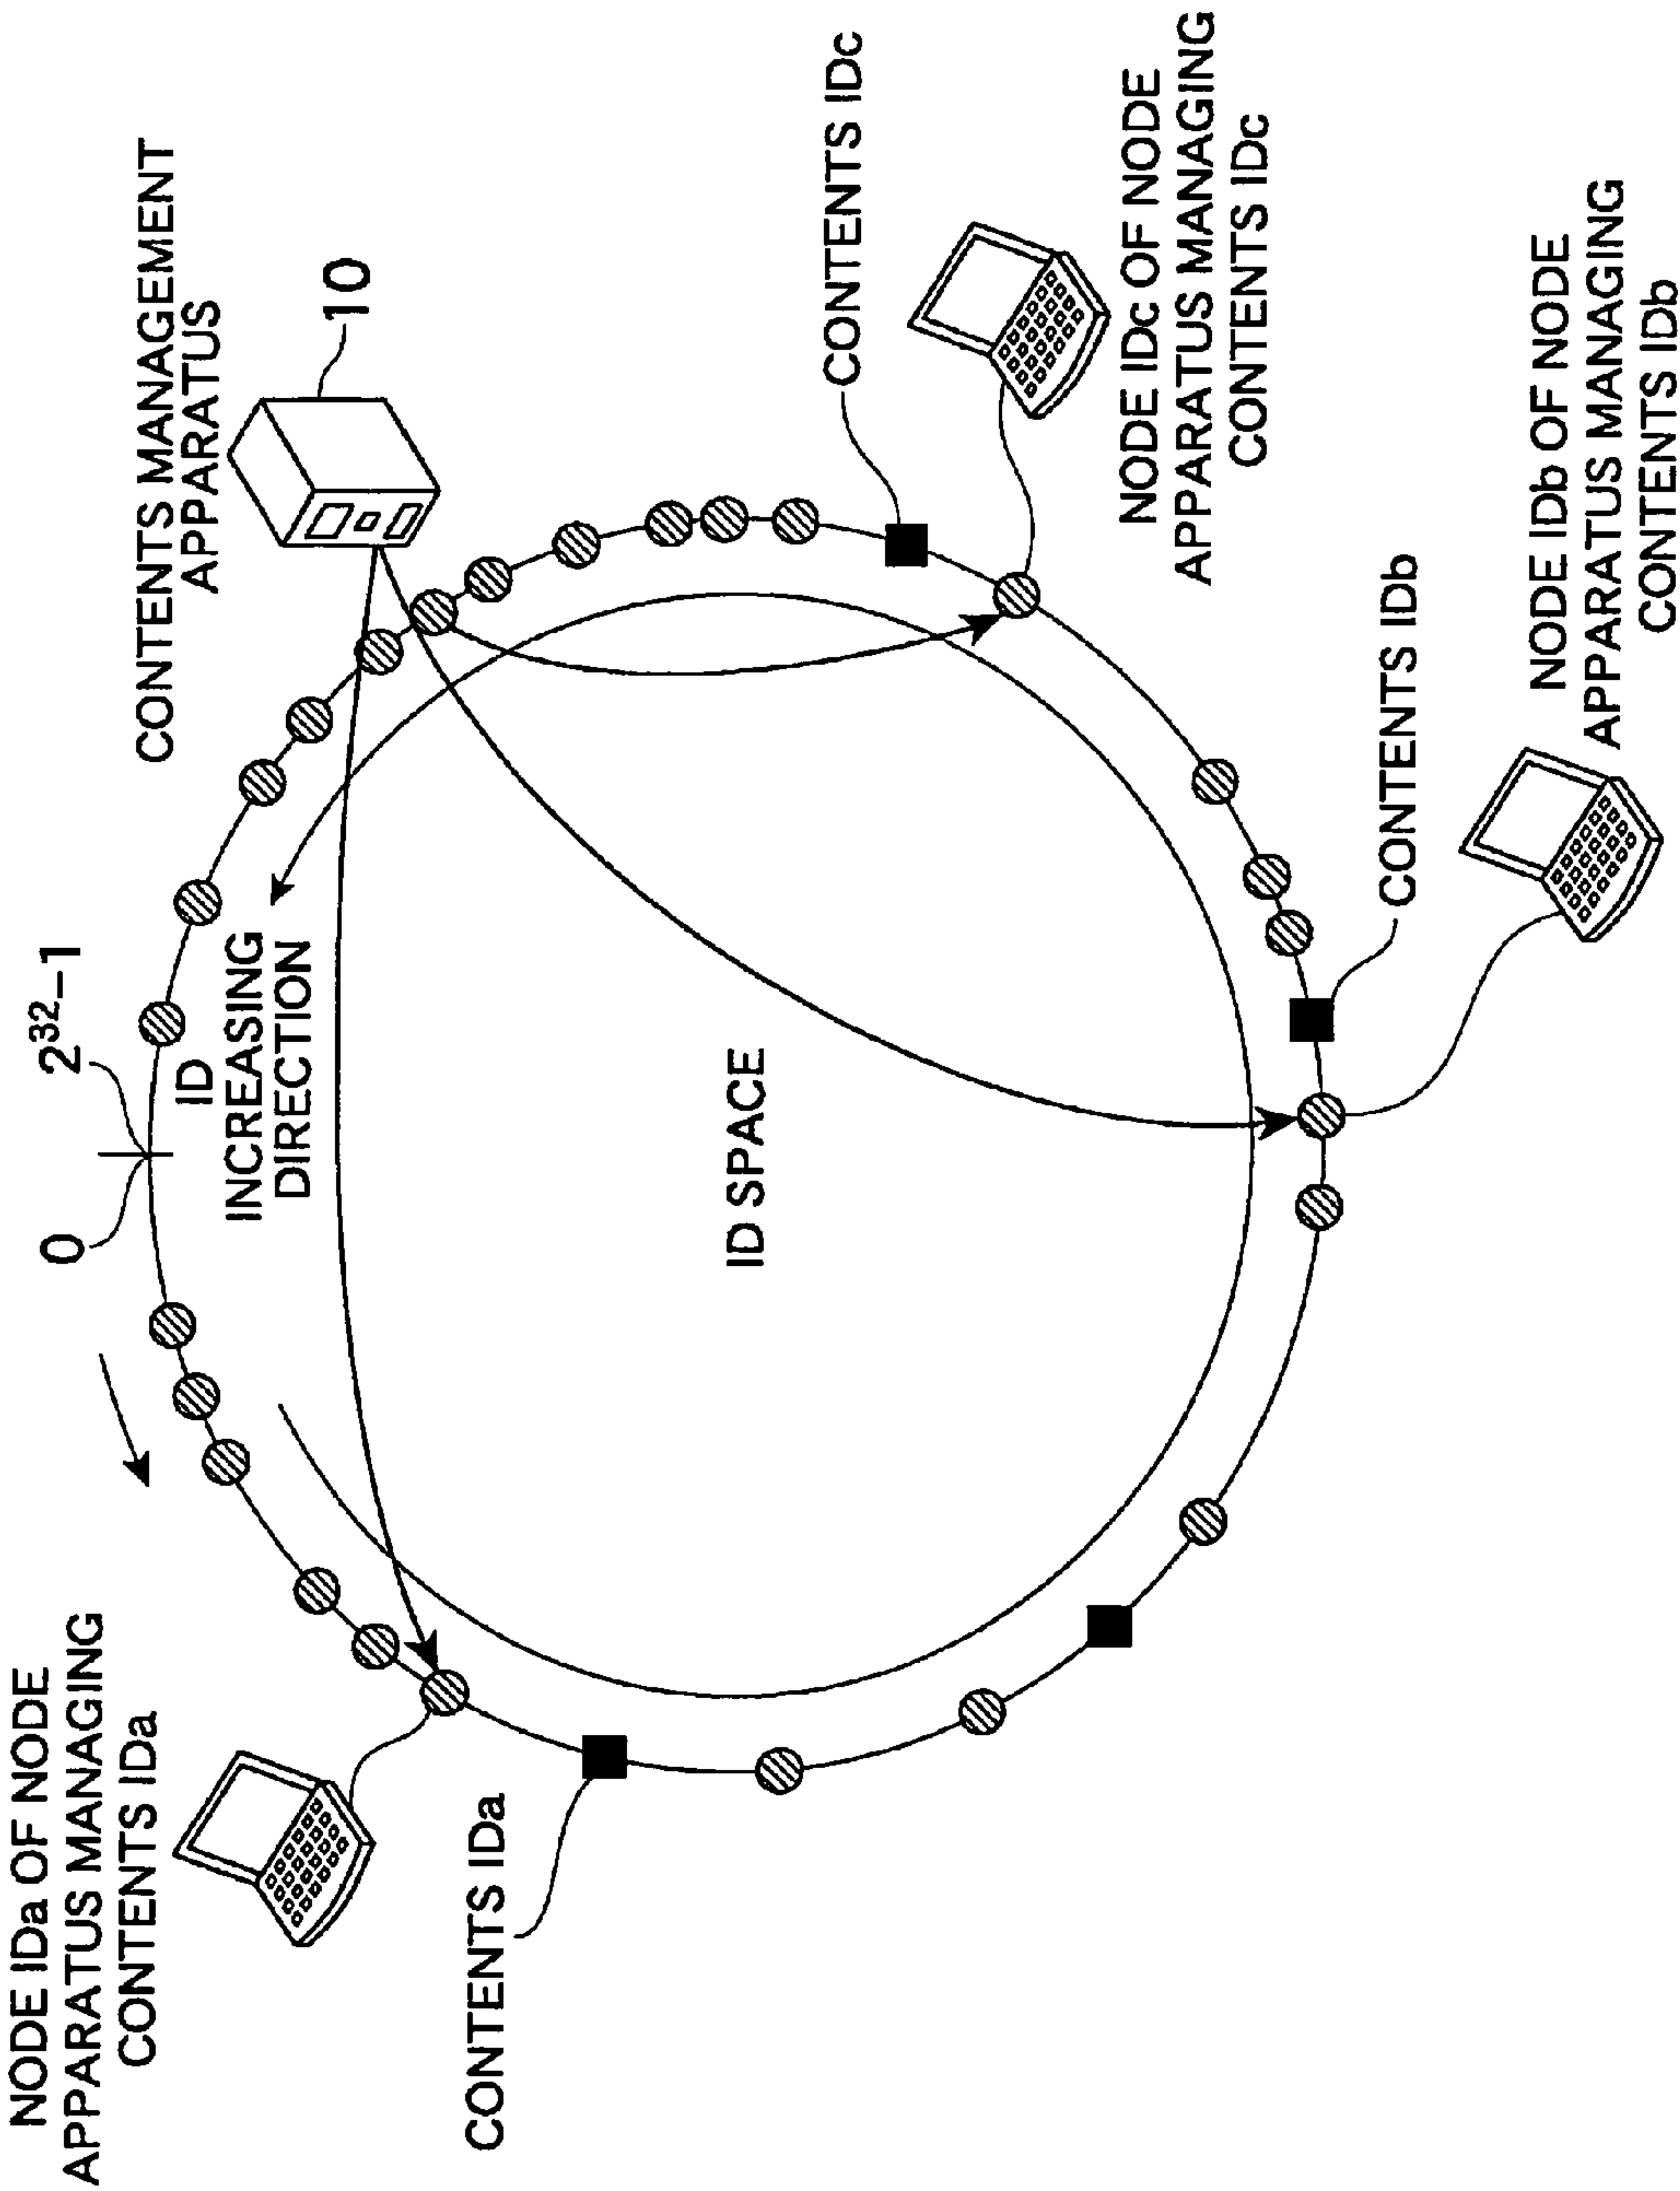 NODE IDa OF NODE
APPARATUS MANAGING
CONTENTS IDa
0
2³²-1
CONTENTS MANAGEMENT
APPARATUS
10
ID
INCREASING
DIRECTION
CONTENTS IDa
ID SPACE
CONTENTS IDc
NODE IDc OF NODE
APPARATUS MANAGING
CONTENTS IDc
CONTENTS IDb
NODE IDb OF NODE
APPARATUS MANAGING
CONTENTS IDb